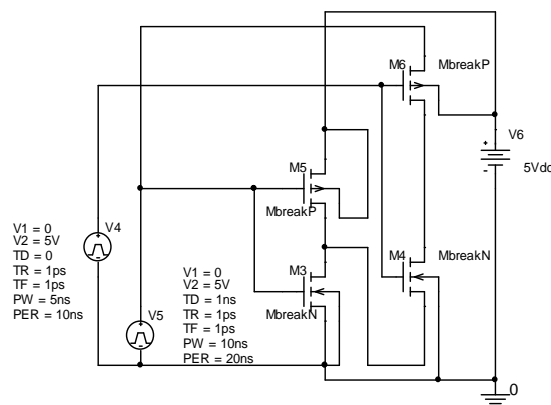 M6
MbreakP
V6
5Vdc
M5
MbreakP
V4
V1 = 0
V2 = 5V
TD = 0
TR = 1ps
TF = 1ps
PW = 5ns
PER = 10ns
M3
MbreakN
M4
MbreakN
V5
V1 = 0
V2 = 5V
TD = 1ns
TR = 1ps
TF = 1ps
PW = 10ns
PER = 20ns
0